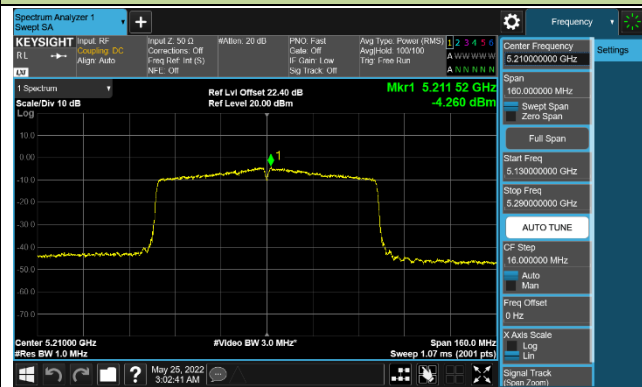 Spectrum Analyzer 1
Swept SA
Frequency
KEYSIGHT
RL
LXI
Input: RF
Coupling: DC
Align: Auto
Input Z: 50 Ω
Corrections: Off
Freq Ref: Int (S)
NFE: Off
#Atten: 20 dB
PNO: Fast
Gate: Off
IF Gain: Low
Sig Track: Off
Avg Type: Power (RMS)
Avg|Hold: 100/100
Trig: Free Run
1 2 3 4 5 6
A W W W W W
A N N N N N
1 Spectrum
Scale/Div 10 dB
Log
Ref Lvl Offset 22.40 dB
Ref Level 20.00 dBm
Mkr1 5.211 52 GHz
-4.260 dBm
10.0
0.00
-10.0
-20.0
-30.0
-40.0
-50.0
-60.0
-70.0
1
Center 5.21000 GHz
#Res BW 1.0 MHz
#Video BW 3.0 MHz*
Span 160.0 MHz
Sweep 1.07 ms (2001 pts)
Center Frequency
5.210000000 GHz
Settings
Span
160.000000 MHz
Swept Span
Zero Span
Full Span
Start Freq
5.130000000 GHz
Stop Freq
5.290000000 GHz
AUTO TUNE
CF Step
16.000000 MHz
Auto
Man
Freq Offset
0 Hz
X Axis Scale
Log
Lin
Signal Track
(Span Zoom)
?
May 25, 2022
3:02:41 AM